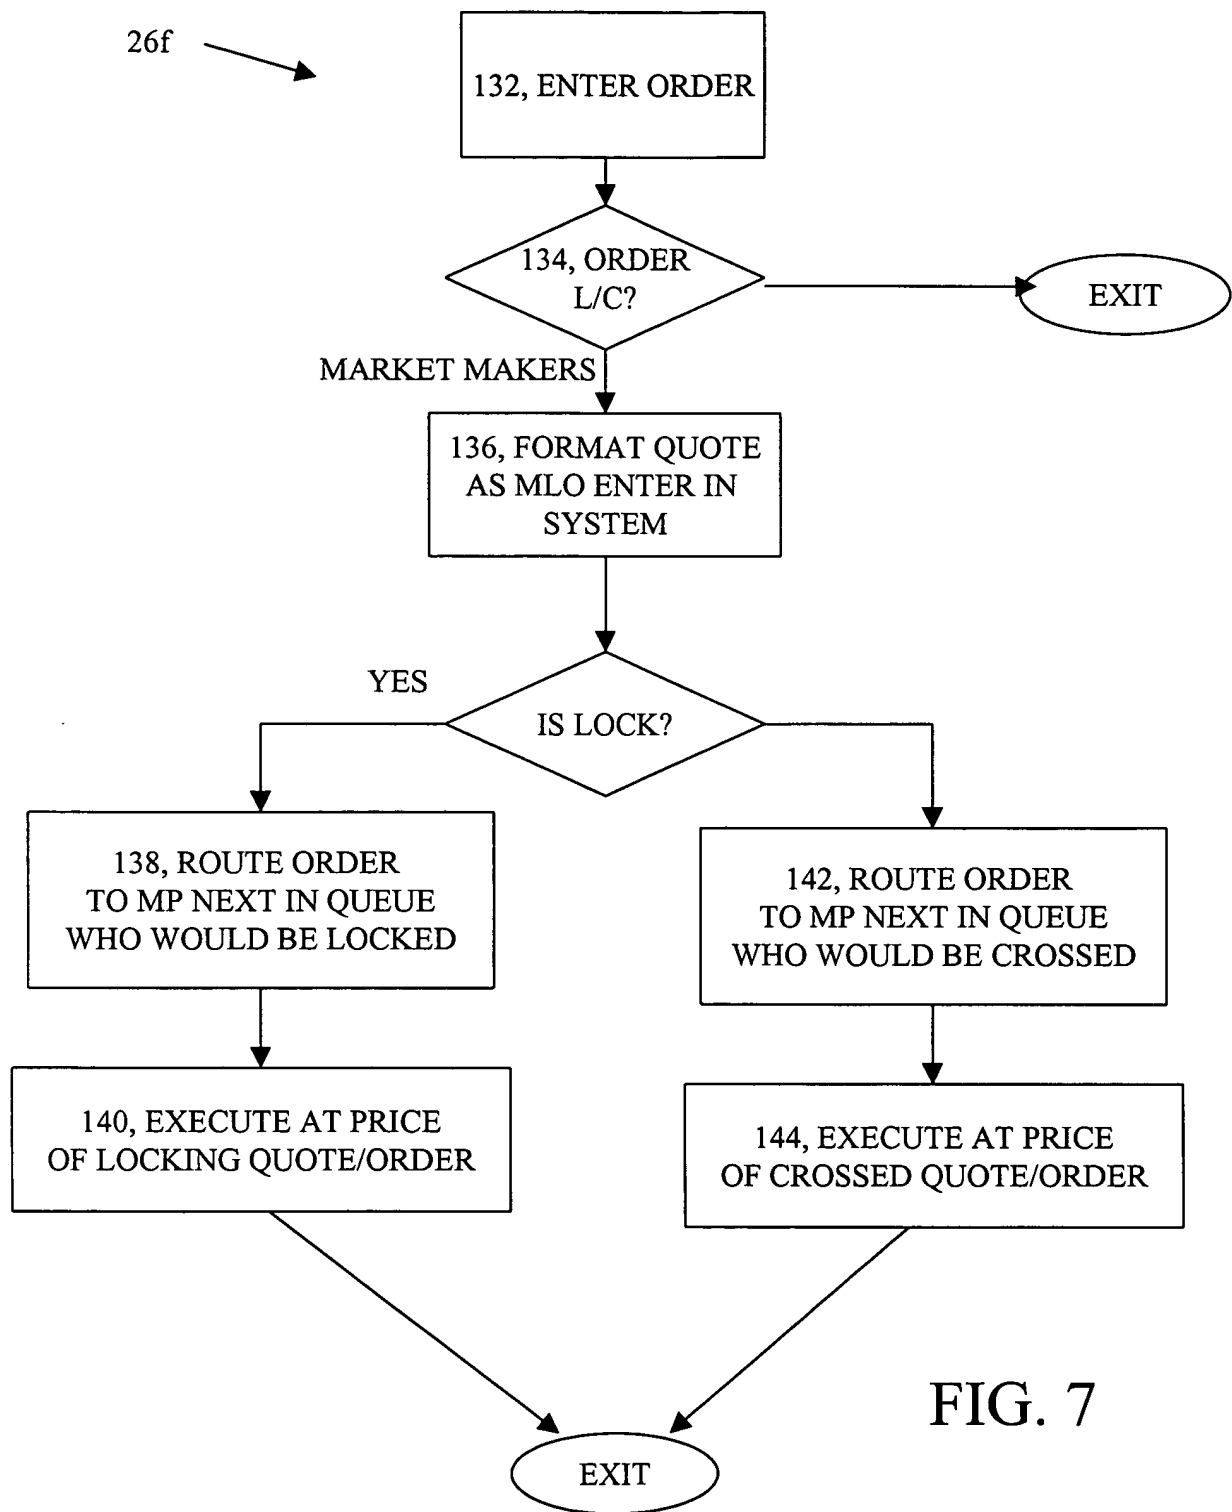 26f
132, ENTER ORDER
134, ORDER
L/C?
EXIT
MARKET MAKERS
136, FORMAT QUOTE
AS MLO ENTER IN
SYSTEM
YES
IS LOCK?
138, ROUTE ORDER
TO MP NEXT IN QUEUE
WHO WOULD BE LOCKED
142, ROUTE ORDER
TO MP NEXT IN QUEUE
WHO WOULD BE CROSSED
140, EXECUTE AT PRICE
OF LOCKING QUOTE/ORDER
144, EXECUTE AT PRICE
OF CROSSED QUOTE/ORDER
FIG. 7
EXIT